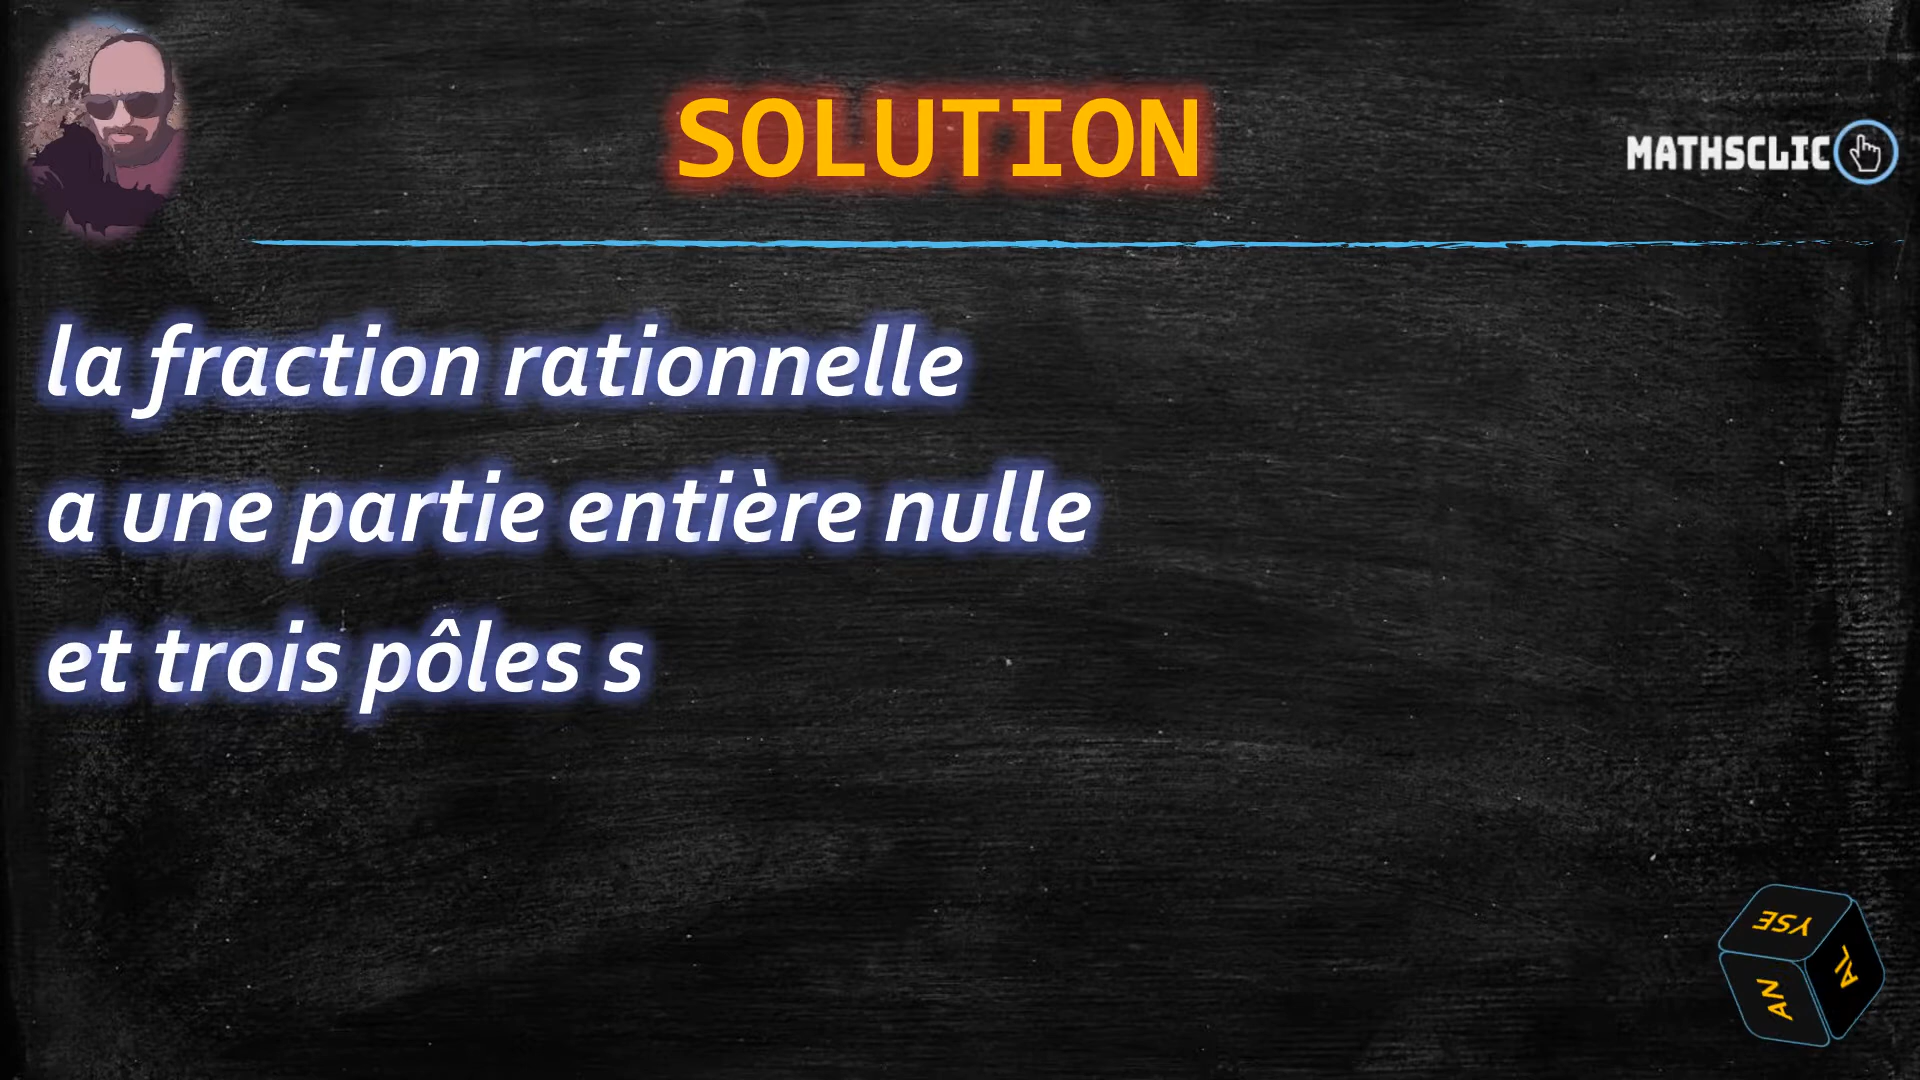 SOLUTION
MATHSCLIC
la fraction rationnelle
a une partie entière nulle
et trois pôles s
YSE
AN
AL